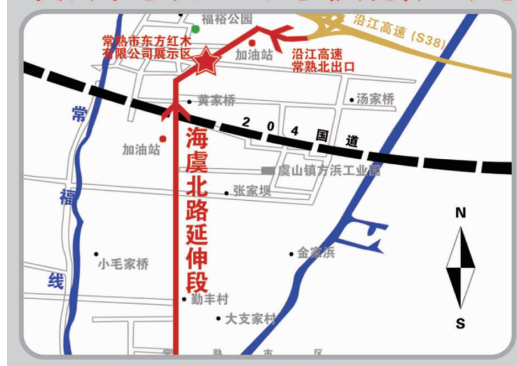 福裕公园
沿江高速 (S38)
常熟市东方红木
有限公司展示区
加油站
沿江高速
常熟北出口
黄家桥
汤家桥
常福线
204国道
加油站
海虞北路延伸段
虞山镇方浜工业园
张家坝
小毛家桥
金家浜
N
S
勤丰村
大支家村
常熟市区